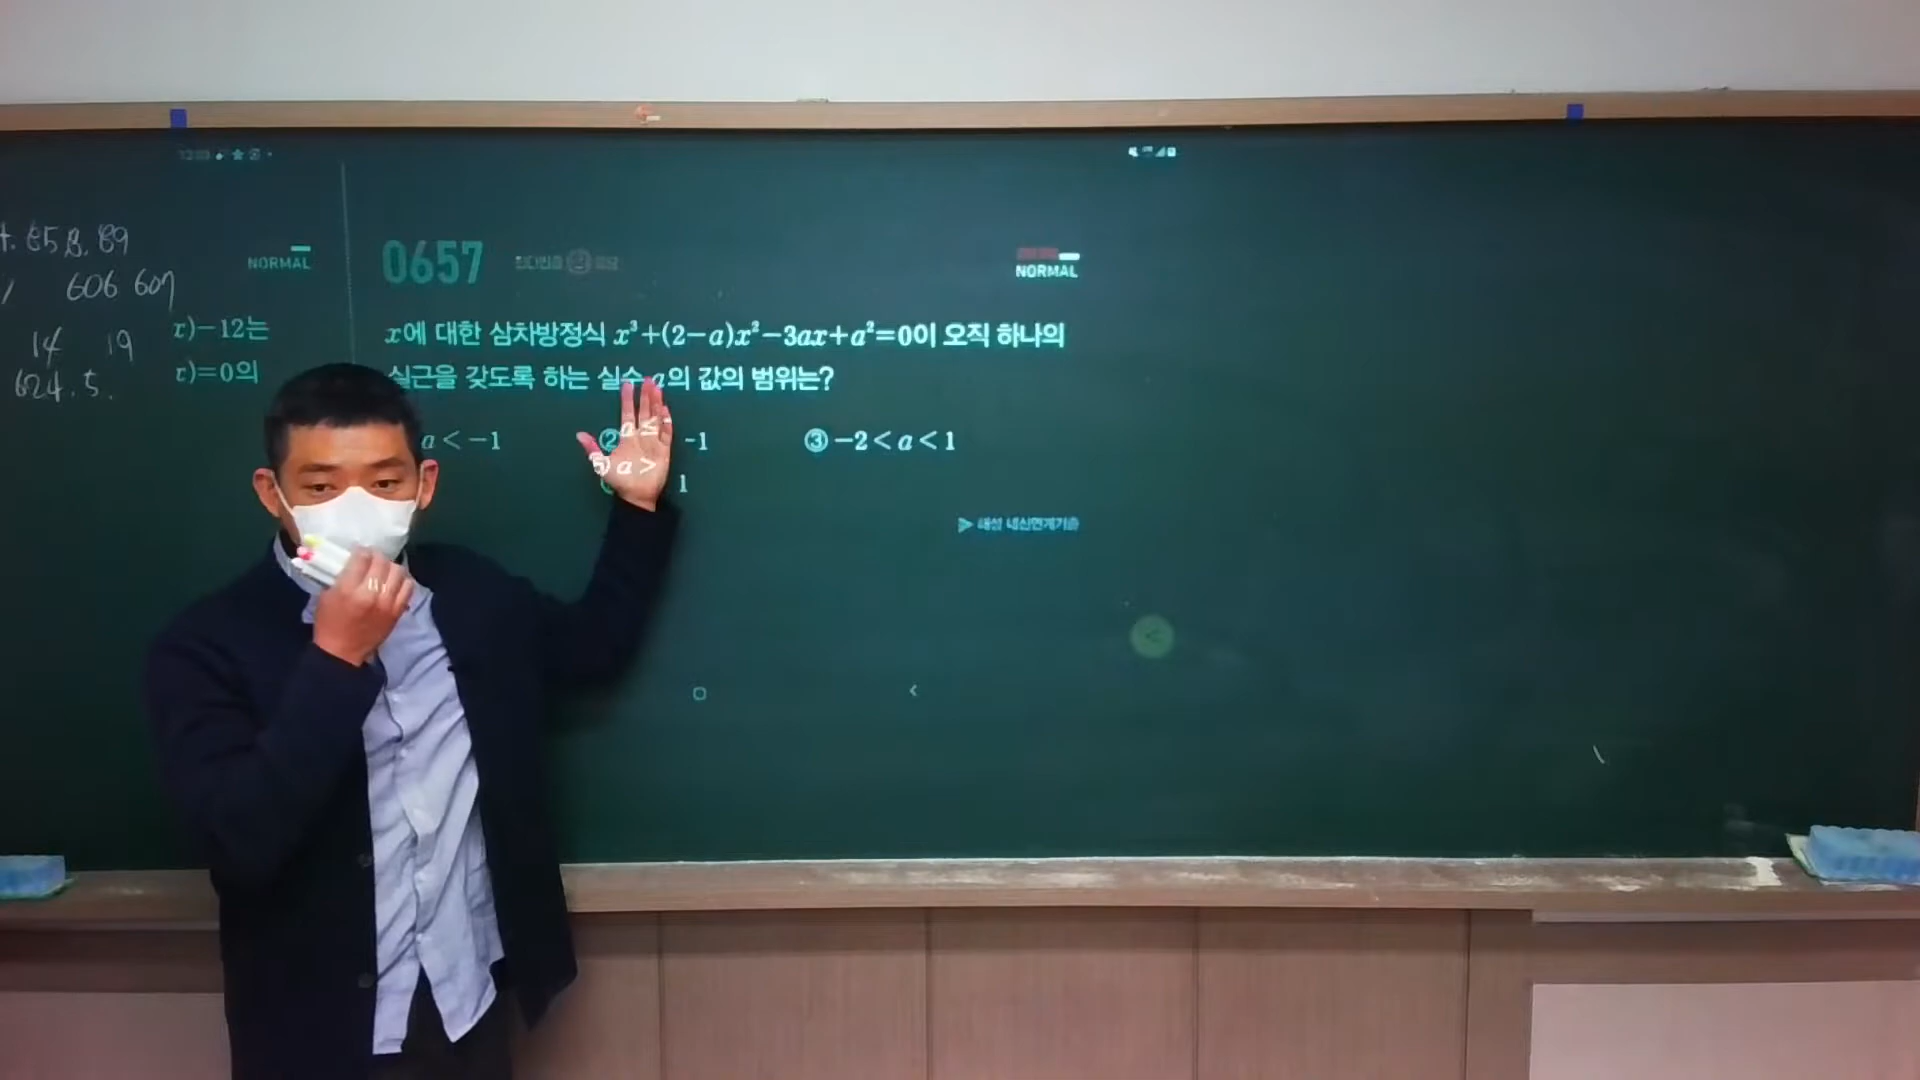 658. 89
606 607
14 19
624. 5.
NORMAL
x)-12는
x)=0의
0657
NORMAL
x에 대한 삼차방정식 x³+(2-a)x²-3ax+a²=0이 오직 하나의
실근을 갖도록 하는 실수 a의 값의 범위는?
a < -1
② a ≤ -1
③ -2 < a < 1
⑤ a > 1